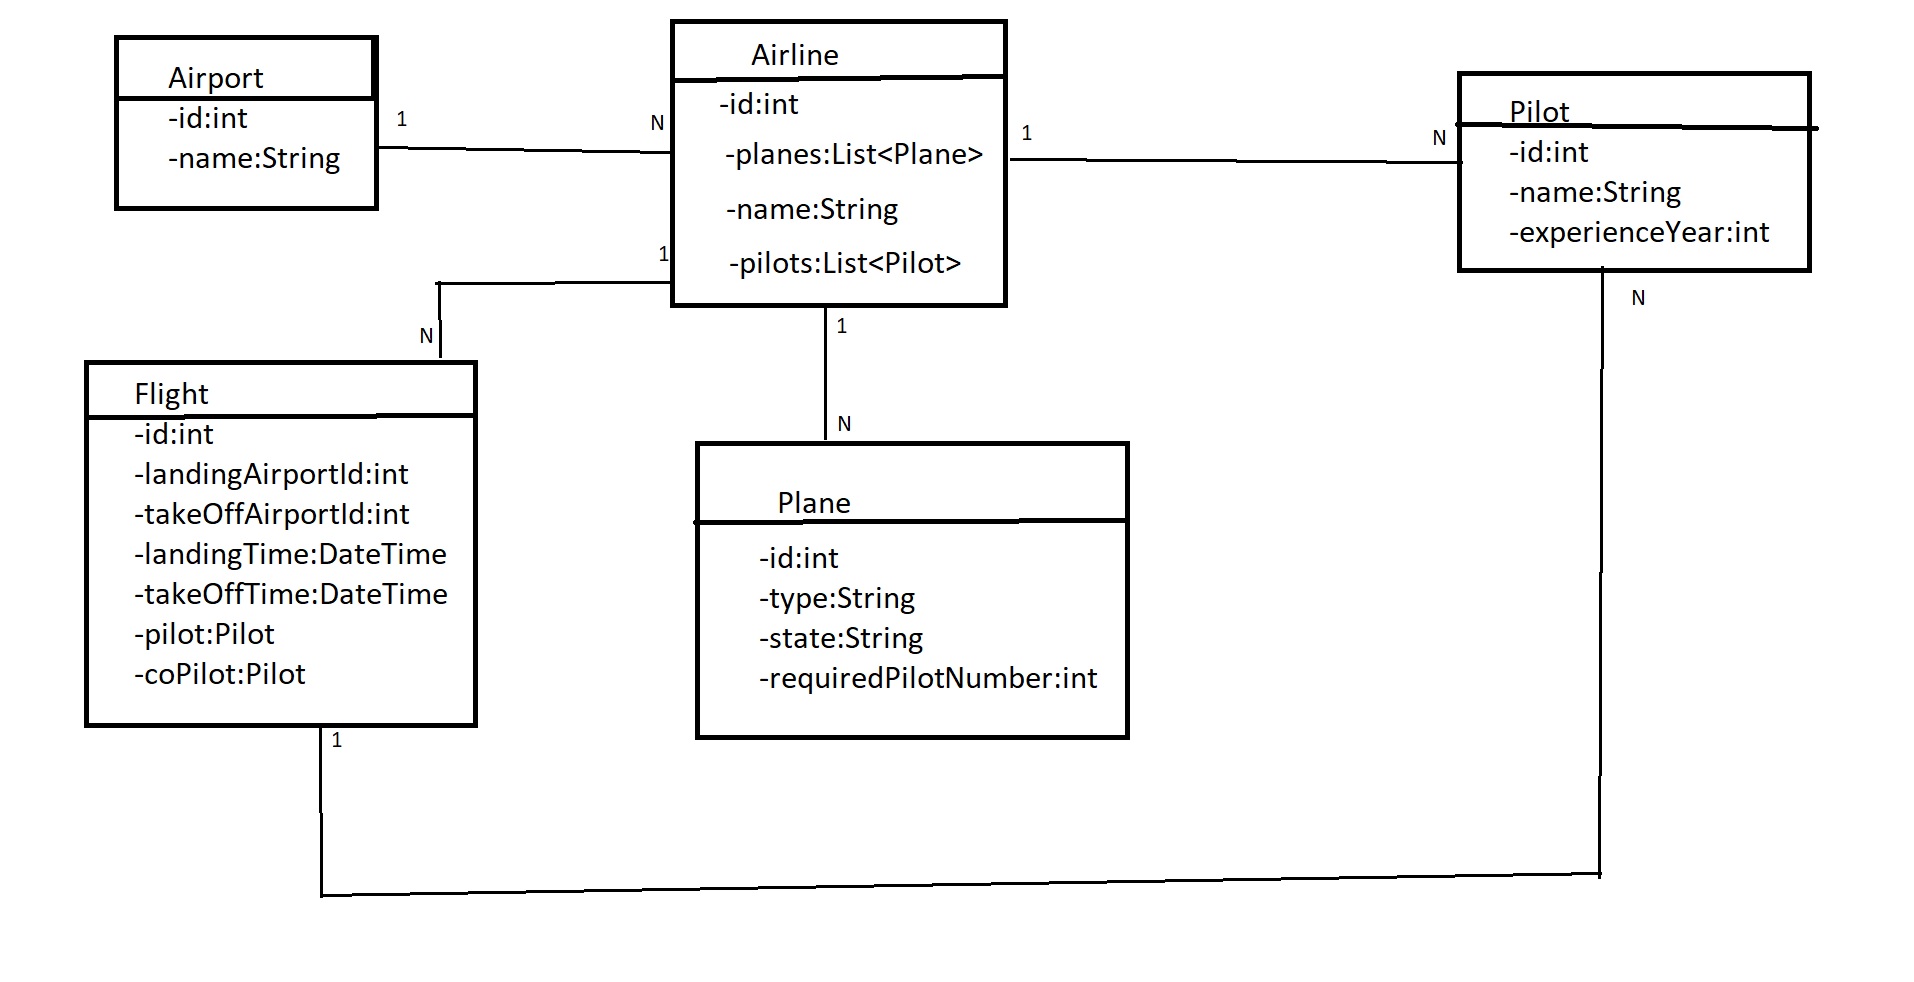 Airport
-id:int
-name:String
1
N
Airline
-id:int
-planes:List<Plane>
-name:String
-pilots:List<Pilot>
1
N
Pilot
-id:int
-name:String
-experienceYear:int
N
1
N
1
N
Flight
-id:int
-landingAirportId:int
-takeOffAirportId:int
-landingTime:DateTime
-takeOffTime:DateTime
-pilot:Pilot
-coPilot:Pilot
1
Plane
-id:int
-type:String
-state:String
-requiredPilotNumber:int